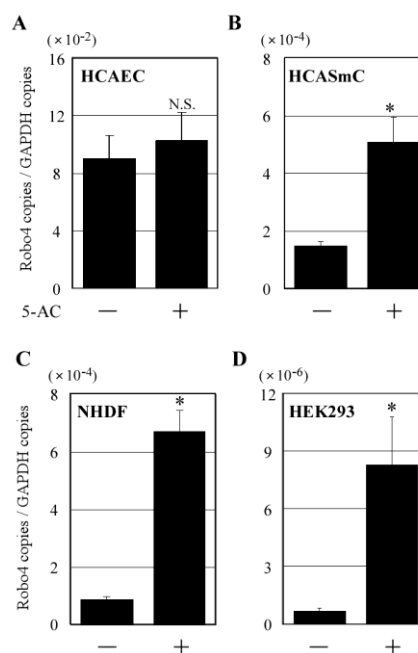 A
B
(×10-2)
(×10-4)
16
HCAEC
8
HCASmC
12
N.S.
6
*
8
4
4
2
0
0
Robo4 copies / GAPDH copies
5-AC
—
+
—
+
C
D
(×10-4)
(×10-6)
8
NHDF
*
12
HEK293
*
6
9
4
6
2
3
0
0
Robo4 copies / GAPDH copies
—
+
—
+